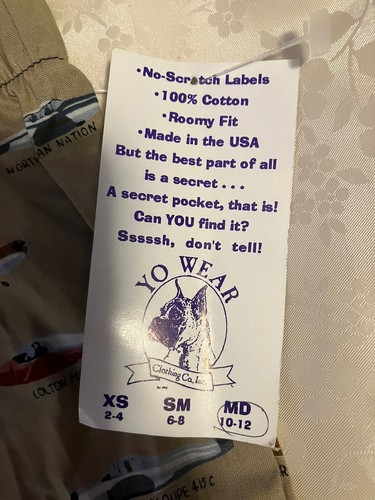 •No-Scratch Labels
•100% Cotton
•Roomy Fit
•Made in the USA
But the best part of all
is a secret . . .
A secret pocket, that is!
Can YOU find it?
Sssssh, don't tell!
YO WEAR
Clothing Co. Inc.
XS SM MD
2-4 6-8 10-12
NATION